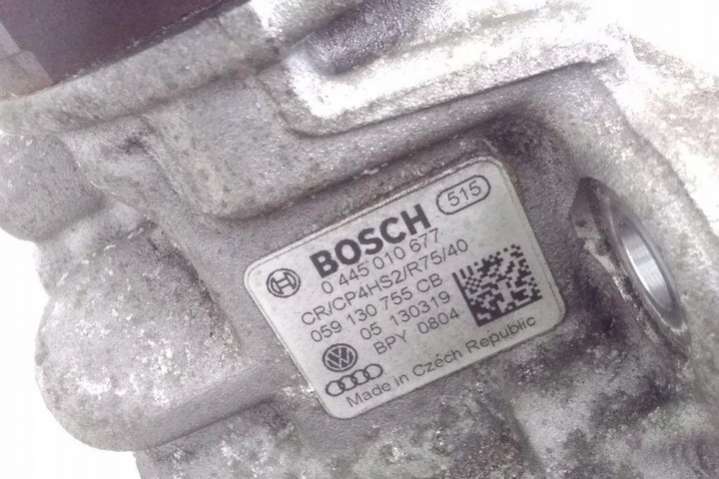 BOSCH 515
0 445 010 677
CR/CP4HS2/R75/40
059 130 755 CB
05 130319
BPY 0804
Made in Czech Republic